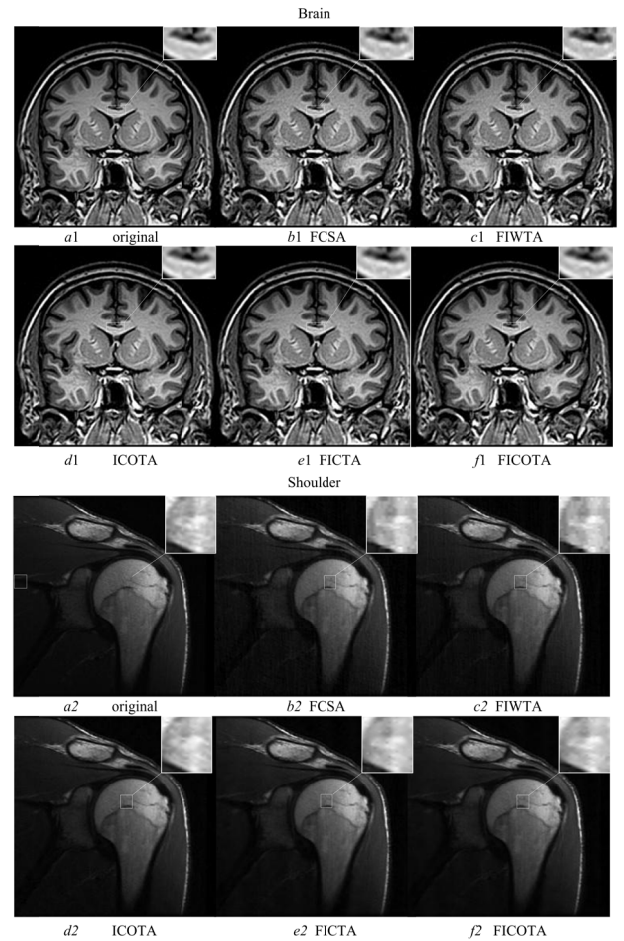 Brain
a1 original b1 FCSA c1 FIWTA
d1 ICOTA e1 FICTA f1 FICOTA
Shoulder
a2 original b2 FCSA c2 FIWTA
d2 ICOTA e2 FICTA f2 FICOTA